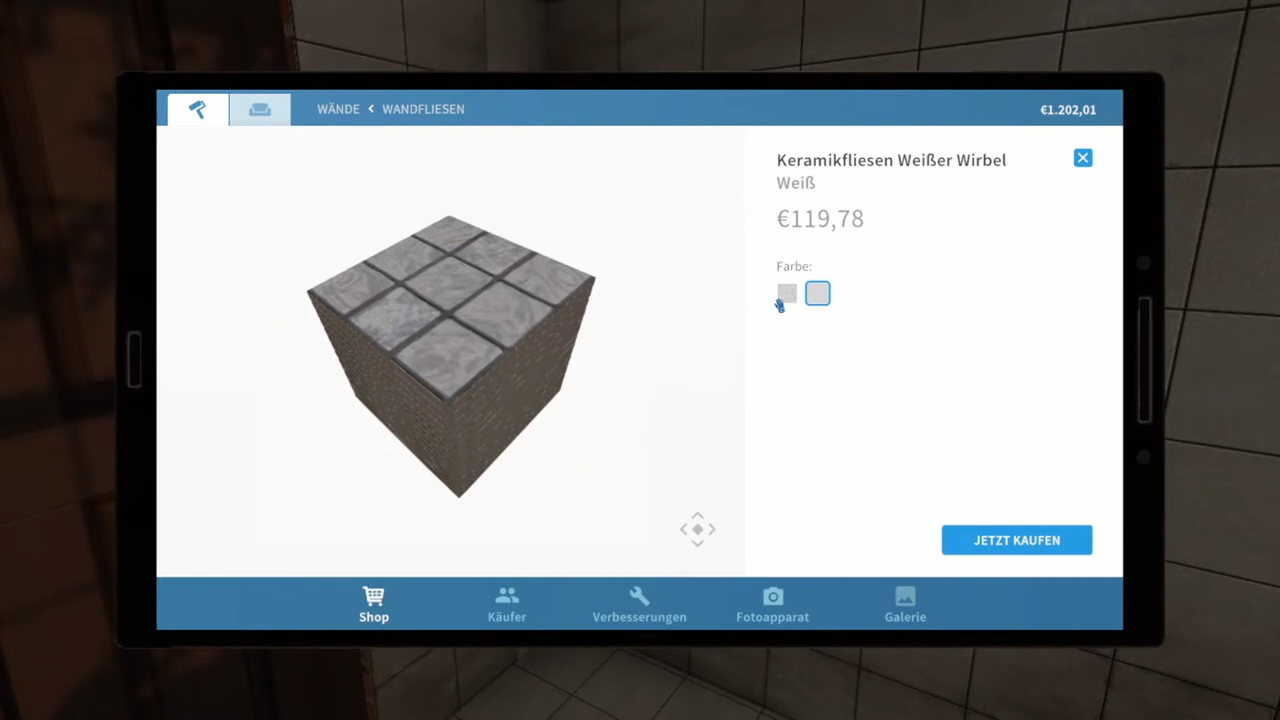 WÄNDE < WANDFLIESEN
€1.202,01
Keramikfliesen Weißer Wirbel
Weiß
€119,78
Farbe:
JETZT KAUFEN
Shop
Käufer
Verbesserungen
Fotoapparat
Galerie